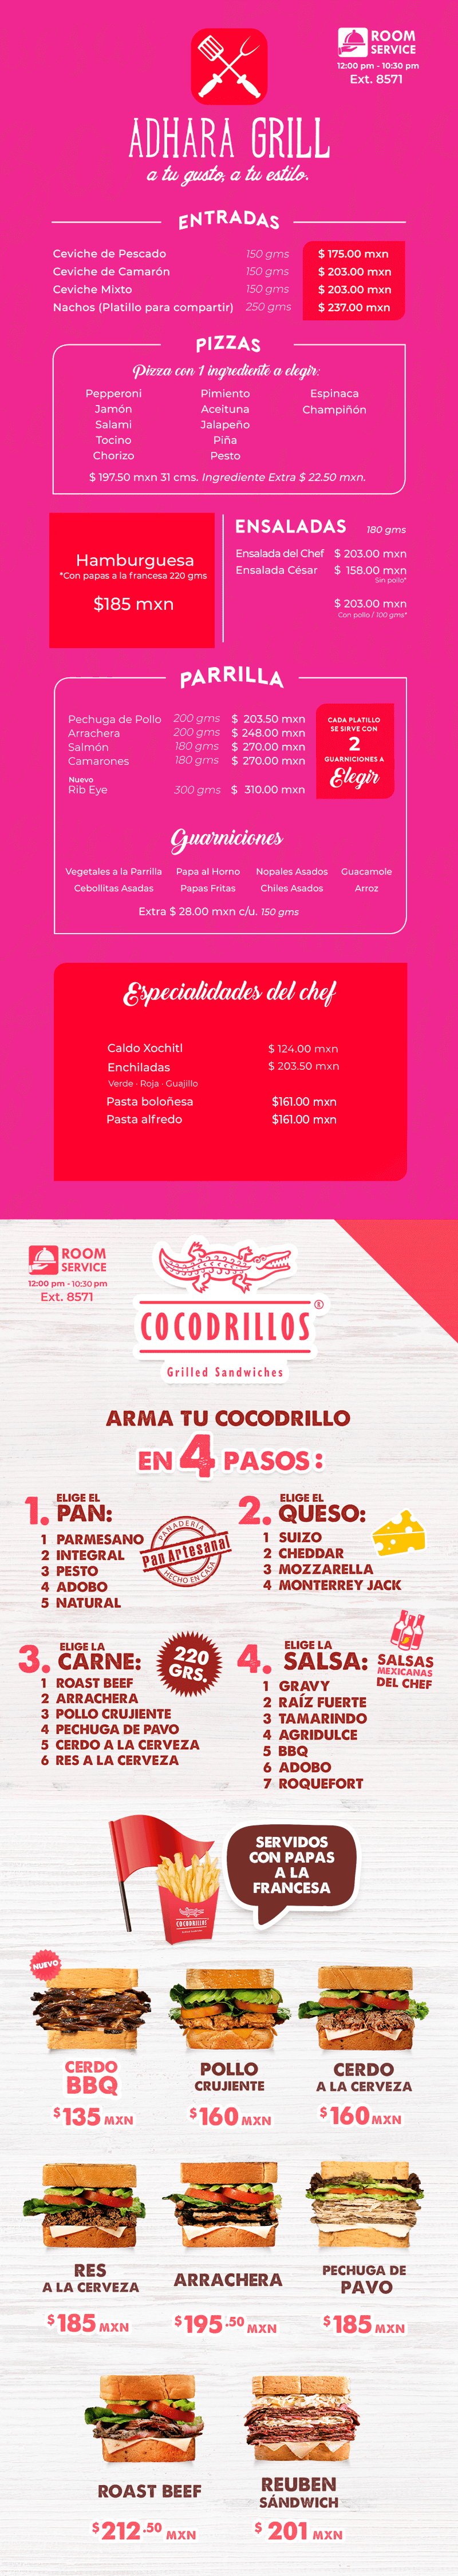 ROOM
SERVICE
12:00 pm - 10:30 pm
Ext. 8571
ADHARA GRILL
a tu gusto, a tu estilo.
ENTRADAS
Ceviche de Pescado 150 gms $ 175.00 mxn
Ceviche de Camarón 150 gms $ 203.00 mxn
Ceviche Mixto 150 gms $ 203.00 mxn
Nachos (Platillo para compartir) 250 gms $ 237.00 mxn
PIZZAS
Pizza con 1 ingrediente a elegir:
Pepperoni Pimiento Espinaca
Jamón Aceituna Champiñón
Salami Jalapeño
Tocino Piña
Chorizo Pesto
$ 197.50 mxn 31 cms. Ingrediente Extra $ 22.50 mxn.
Hamburguesa
*Con papas a la francesa 220 gms
$185 mxn
ENSALADAS 180 gms
Ensalada del Chef $ 203.00 mxn
Ensalada César $ 158.00 mxn
Sin pollo*
$ 203.00 mxn
Con pollo / 100 gms*
PARRILLA
Pechuga de Pollo 200 gms $ 203.50 mxn
Arrachera 200 gms $ 248.00 mxn
Salmón 180 gms $ 270.00 mxn
Camarones 180 gms $ 270.00 mxn
Nuevo
Rib Eye 300 gms $ 310.00 mxn
CADA PLATILLO
SE SIRVE CON
2
GUARNICIONES A
Elegir
Guarniciones
Vegetales a la Parrilla Papa al Horno Nopales Asados Guacamole
Cebollitas Asadas Papas Fritas Chiles Asados Arroz
Extra $ 28.00 mxn c/u. 150 gms
Especialidades del chef
Caldo Xochitl $ 124.00 mxn
Enchiladas $ 203.50 mxn
Verde · Roja · Guajillo
Pasta boloñesa $161.00 mxn
Pasta alfredo $161.00 mxn
ROOM
SERVICE
12:00 pm - 10:30 pm
Ext. 8571
COCODRILLOS®
Grilled Sandwiches
ARMA TU COCODRILLO
EN 4 PASOS:
1. ELIGE EL
PAN:
1 PARMESANO
2 INTEGRAL
3 PESTO
4 ADOBO
5 NATURAL
PANADERÍA
Pan Artesanal
HECHO EN CASA
2. ELIGE EL
QUESO:
1 SUIZO
2 CHEDDAR
3 MOZZARELLA
4 MONTERREY JACK
3. ELIGE LA
CARNE:
220
GRS.
1 ROAST BEEF
2 ARRACHERA
3 POLLO CRUJIENTE
4 PECHUGA DE PAVO
5 CERDO A LA CERVEZA
6 RES A LA CERVEZA
4. ELIGE LA
SALSA:
SALSAS
MEXICANAS
DEL CHEF
1 GRAVY
2 RAÍZ FUERTE
3 TAMARINDO
4 AGRIDULCE
5 BBQ
6 ADOBO
7 ROQUEFORT
SERVIDOS
CON PAPAS
A LA
FRANCESA
COCODRILLOS
NUEVO
CERDO
BBQ
$135 MXN
POLLO
CRUJIENTE
$160 MXN
CERDO
A LA CERVEZA
$160 MXN
RES
A LA CERVEZA
$185 MXN
ARRACHERA
$195.50 MXN
PECHUGA DE
PAVO
$185 MXN
ROAST BEEF
$212.50 MXN
REUBEN
SÁNDWICH
$ 201 MXN